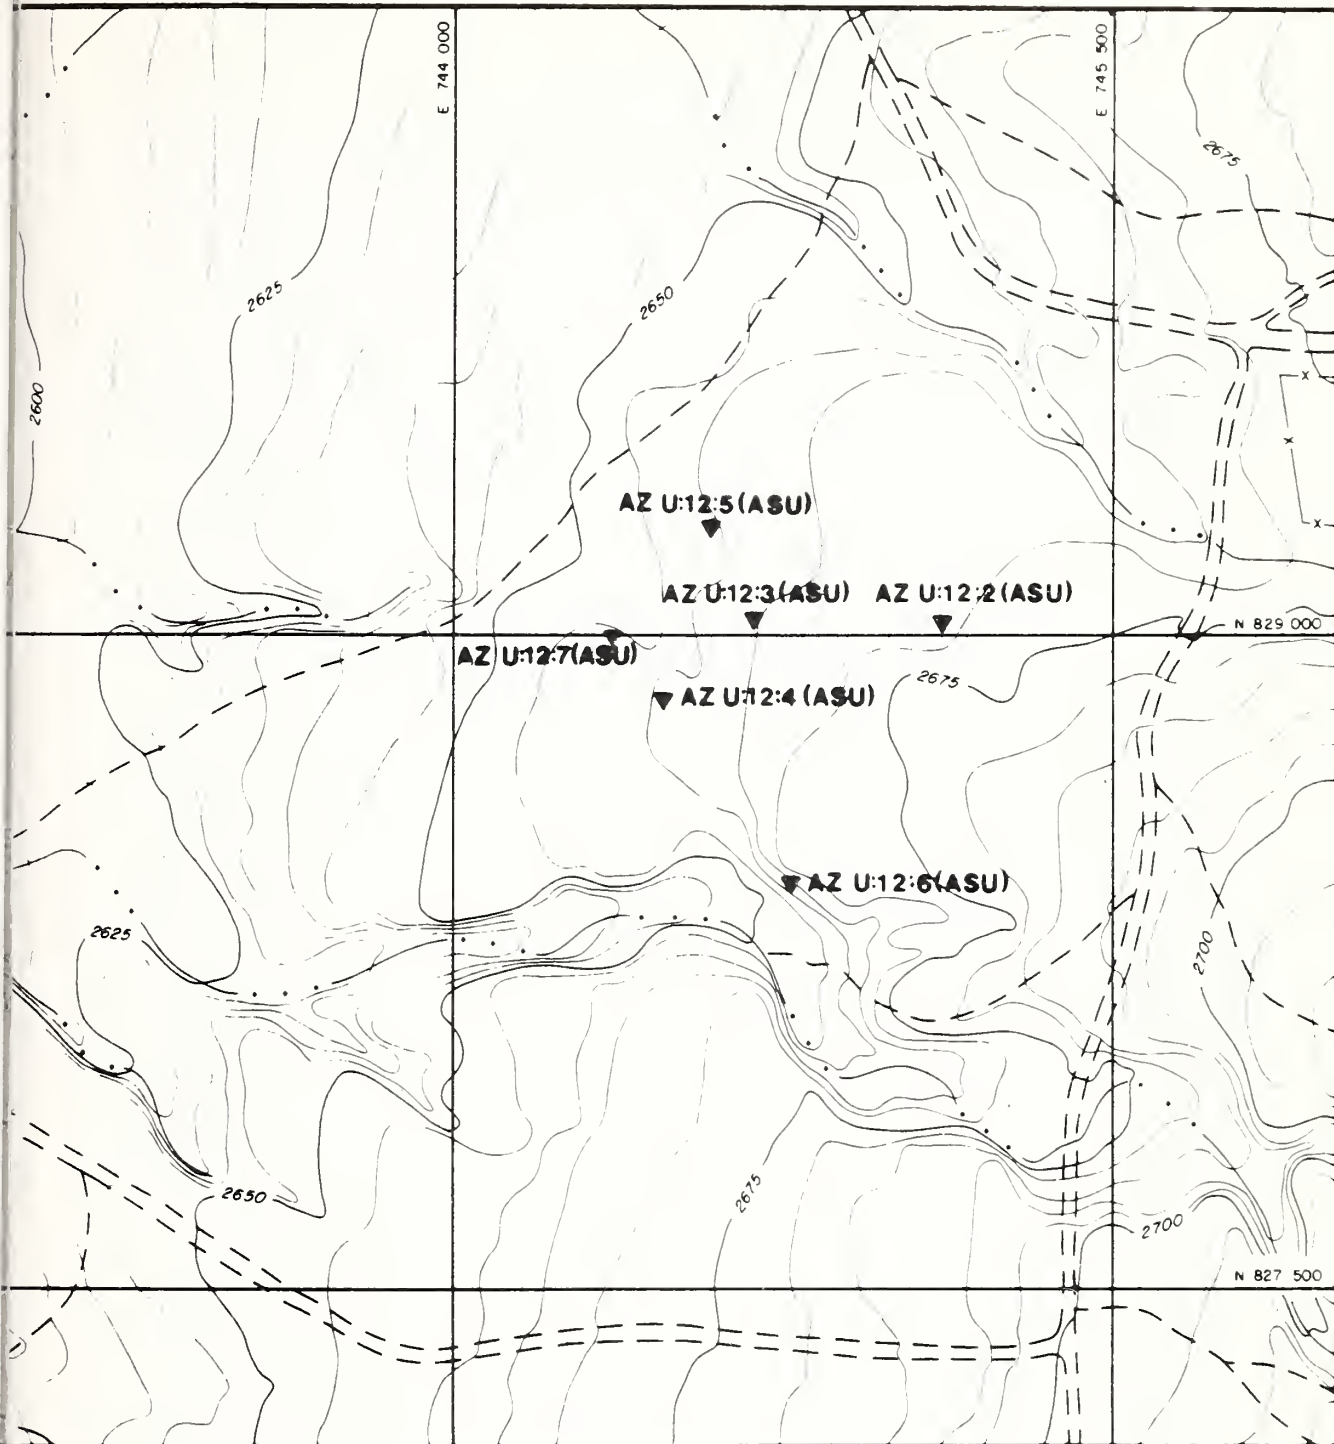 E 744 000
E 745 500
2675
2625
2650
2600
AZ U:12:5(ASU)
AZ U:12:3(ASU)
AZ U:12:2(ASU)
N 829 000
AZ U:12:7(ASU)
2675
AZ U:12:4(ASU)
AZ U:12:6(ASU)
2625
2700
2650
2675
2700
N 827 500